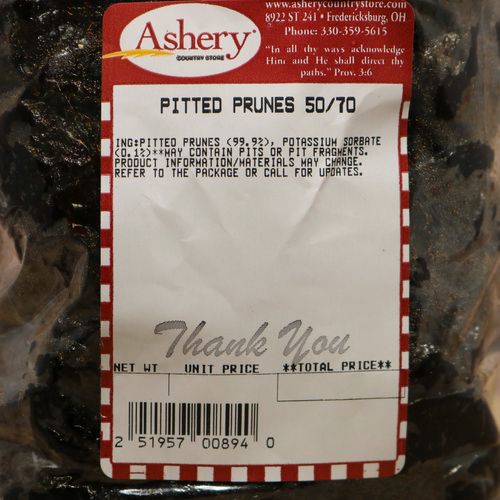 www.asherycountrystore.com
8922 ST 241 • Fredericksburg, OH
Phone: 330-359-5615
"In all thy ways acknowledge
Him and He shall direct thy
paths." Prov. 3:6
Ashery
COUNTRY STORE
PITTED PRUNES 50/70
ING:PITTED PRUNES (99.9%), POTASSIUM SORBATE
(0.1%)**MAY CONTAIN PITS OR PIT FRAGMENTS.
PRODUCT INFORMATION/MATERIALS MAY CHANGE.
REFER TO THE PACKAGE OR CALL FOR UPDATES.
Thank You
NET WT UNIT PRICE **TOTAL PRICE**
2 51957 00894 0